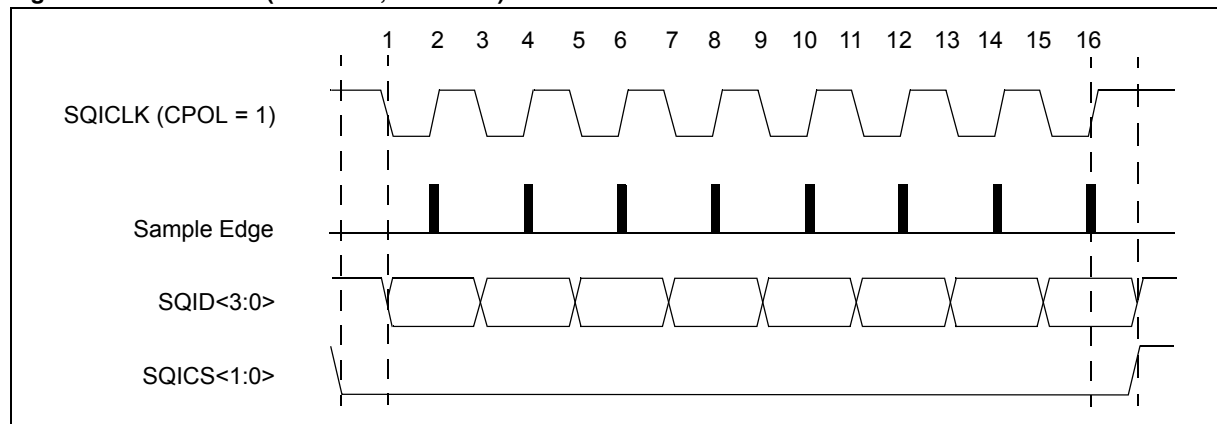 1 2 3 4 5 6 7 8 9 10 11 12 13 14 15 16
SQICLK (CPOL = 1)
Sample Edge
SQID<3:0>
SQICS<1:0>